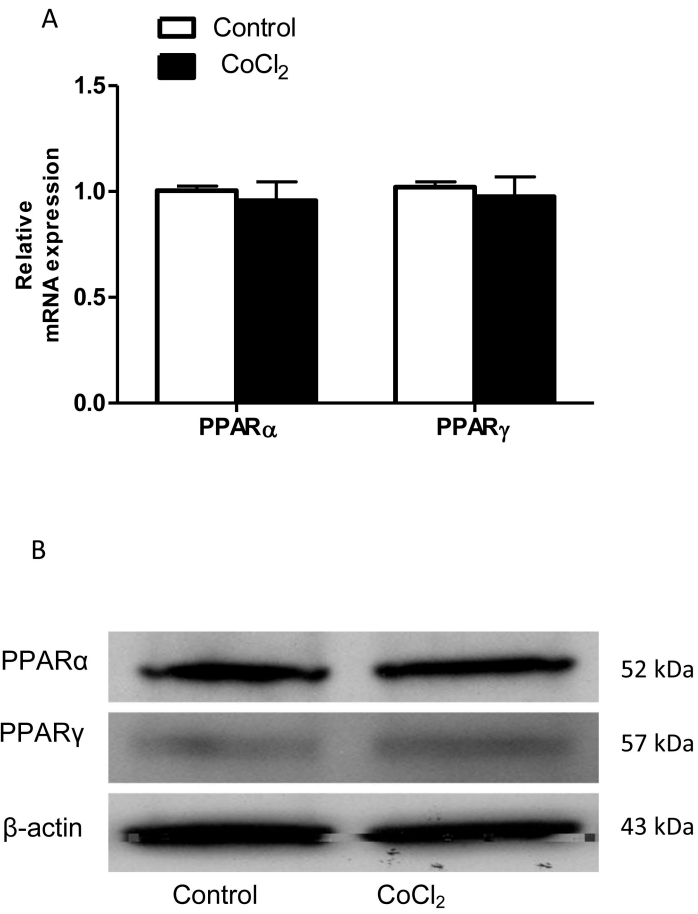 A
Control
CoCl₂
Relative
mRNA expression
1.5
1.0
0.5
0.0
PPARα
PPARγ
B
PPARα
52 kDa
PPARγ
57 kDa
β-actin
43 kDa
Control
CoCl₂